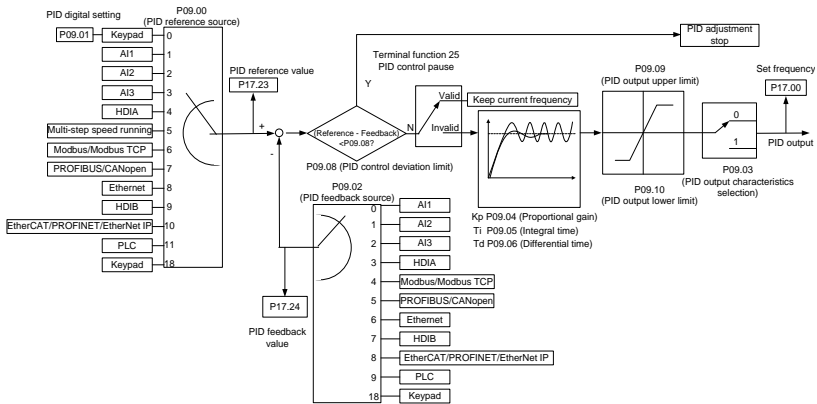 PID digital setting
P09.00
(PID reference source)
P09.01
Keypad 0
AI1 1
AI2 2
AI3 3
HDIA 4
Multi-step speed running 5
Modbus/Modbus TCP 6
PROFIBUS/CANopen 7
Ethernet 8
HDIB 9
EtherCAT/PROFINET/EtherNet IP 10
PLC 11
Keypad 18
PID reference value
P17.23
+
-
(Reference - Feedback)
<P09.08?
P09.08 (PID control deviation limit)
Y
N
PID adjustment
stop
Terminal function 25
PID control pause
Valid
Invalid
Keep current frequency
Kp P09.04 (Proportional gain)
Ti P09.05 (Integral time)
Td P09.06 (Differential time)
P09.09
(PID output upper limit)
P09.10
(PID output lower limit)
0
1
P09.03
(PID output characteristics
selection)
Set frequency
P17.00
PID output
P09.02
(PID feedback source)
0 AI1
1 AI2
2 AI3
3 HDIA
4 Modbus/Modbus TCP
5 PROFIBUS/CANopen
6 Ethernet
7 HDIB
8 EtherCAT/PROFINET/EtherNet IP
9 PLC
18 Keypad
P17.24
PID feedback
value